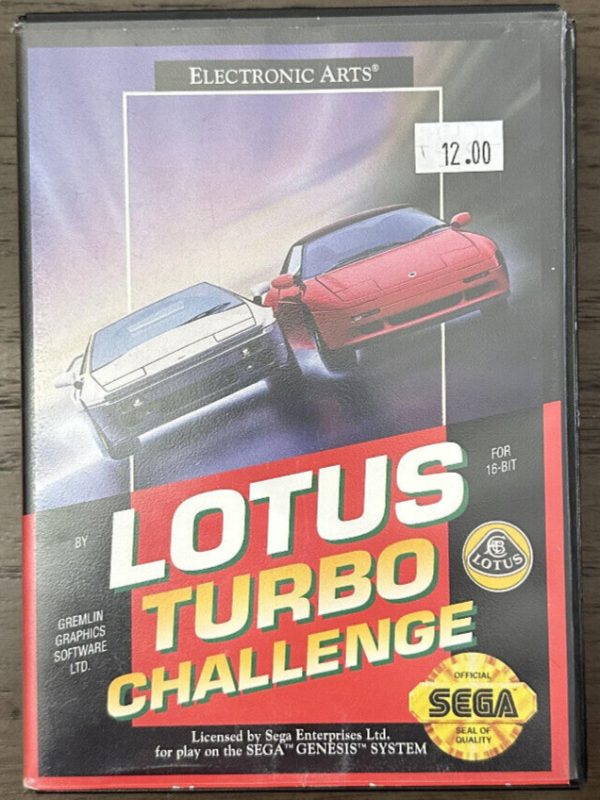 ELECTRONIC ARTS®
12.00
FOR
16-BIT
BY
LOTUS
TURBO
CHALLENGE
LOTUS
GREMLIN
GRAPHICS
SOFTWARE
LTD.
OFFICIAL
SEGA
SEAL OF
QUALITY
Licensed by Sega Enterprises Ltd.
for play on the SEGA™ GENESIS™ SYSTEM